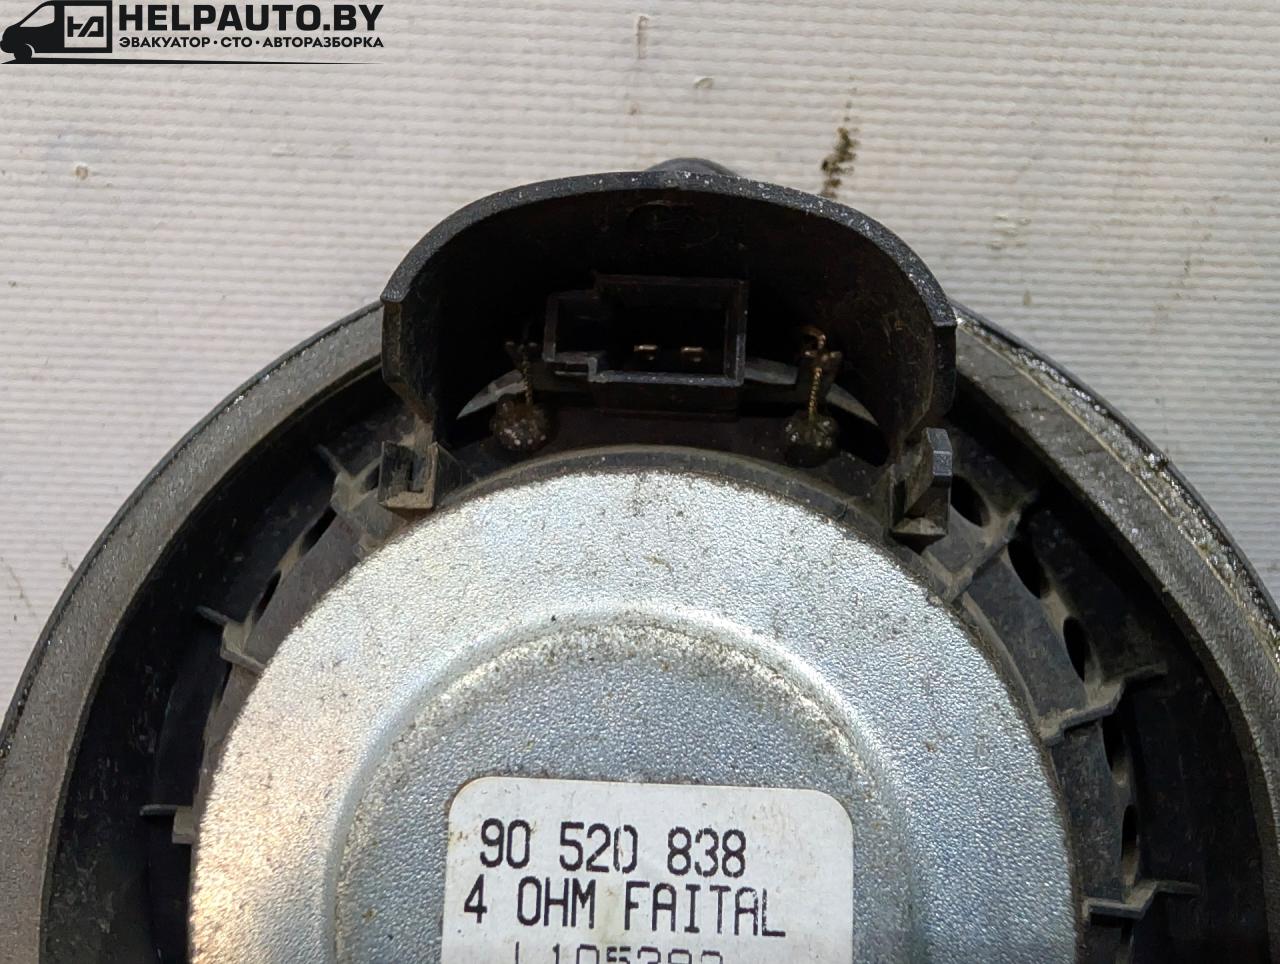 HELPAUTO.BY
ЭВАКУАТОР · СТО · АВТОРАЗБОРКА
90 520 838
4 OHM FAITAL